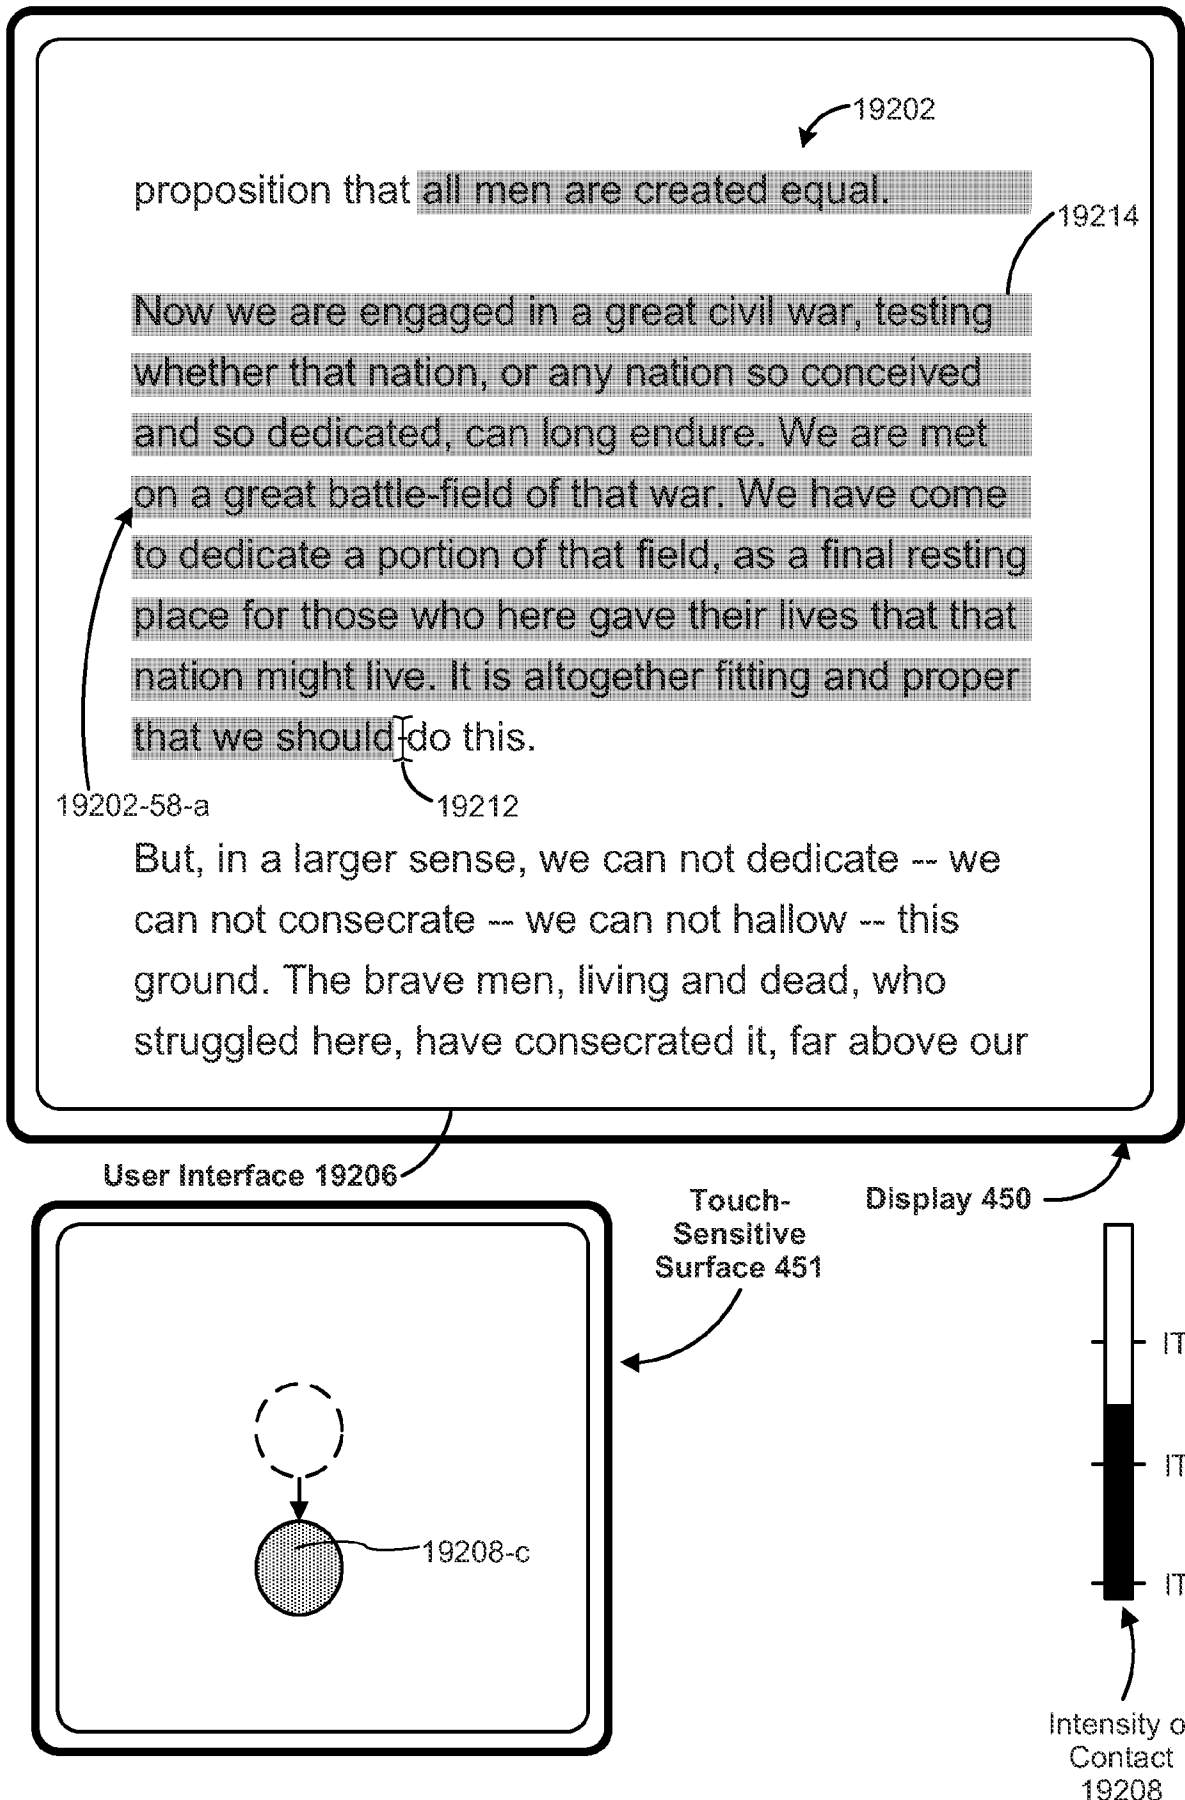 19202
proposition that all men are created equal.
19214
Now we are engaged in a great civil war, testing
whether that nation, or any nation so conceived
and so dedicated, can long endure. We are met
on a great battle-field of that war. We have come
to dedicate a portion of that field, as a final resting
place for those who here gave their lives that that
nation might live. It is altogether fitting and proper
that we should do this.
19202-58-a
19212
But, in a larger sense, we can not dedicate -- we
can not consecrate -- we can not hallow -- this
ground. The brave men, living and dead, who
struggled here, have consecrated it, far above our
User Interface 19206
Display 450
Touch-
Sensitive
Surface 451
19208-c
IT
IT
IT
Intensity o
Contact
19208